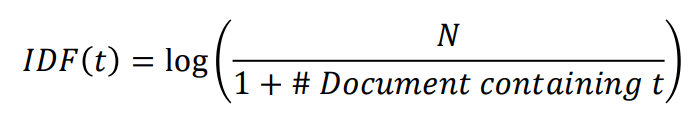 IDF(t) = log(N / 1 + # Document containing t)